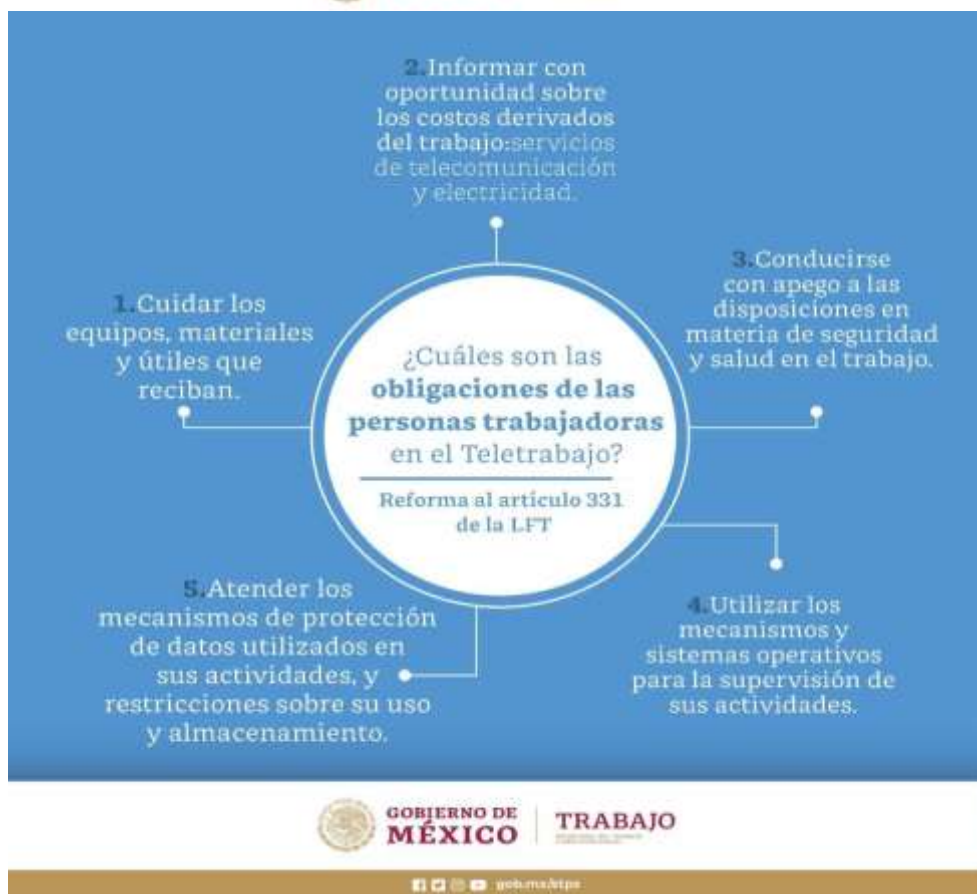 2.Informar con
oportunidad sobre
los costos derivados
del trabajo:servicios
de telecomunicación
y electricidad.
1.Cuidar los
equipos, materiales
y útiles que
reciban.
3.Conducirse
con apego a las
disposiciones en
materia de seguridad
y salud en el trabajo.
¿Cuáles son las
obligaciones de las
personas trabajadoras
en el Teletrabajo?
Reforma al artículo 331
de la LFT
5.Atender los
mecanismos de protección
de datos utilizados en
sus actividades, y
restricciones sobre su uso
y almacenamiento.
4.Utilizar los
mecanismos y
sistemas operativos
para la supervisión de
sus actividades.
GOBIERNO DE
MÉXICO
TRABAJO
gob.mx/stps